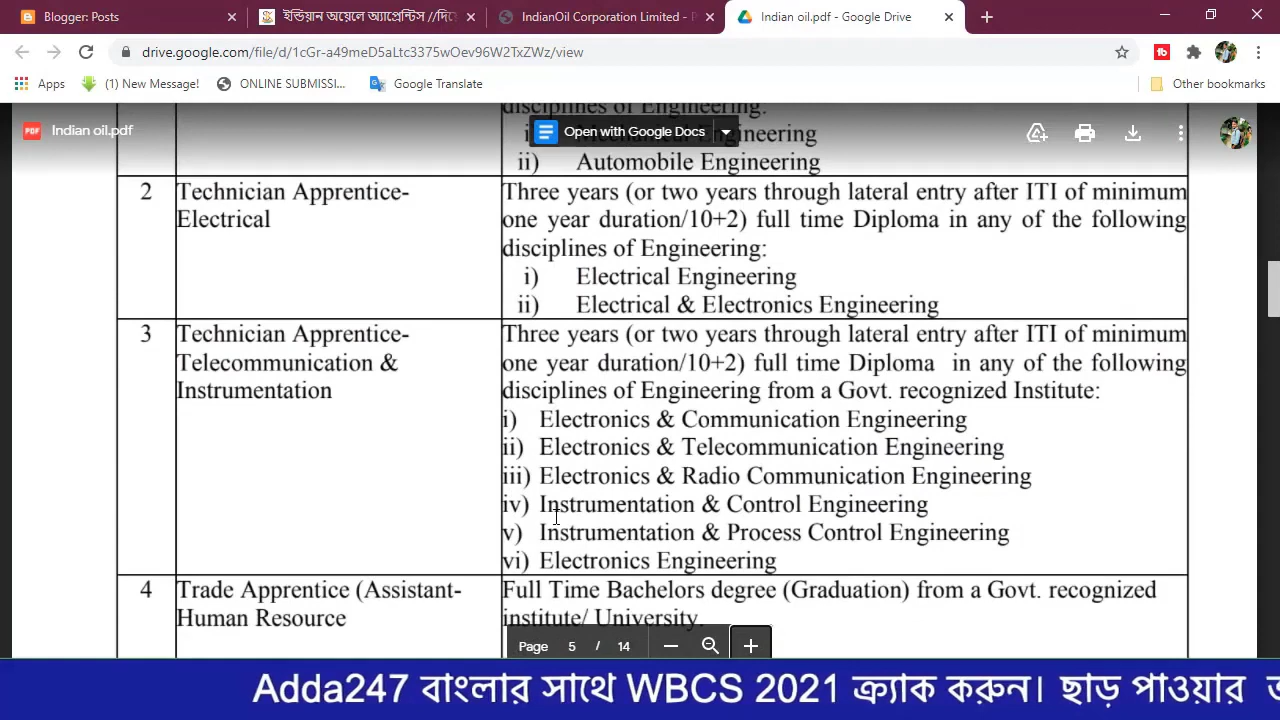 Blogger: Posts
ইন্ডিয়ান অয়েলে অ্যাপ্রেন্টিস //দিয়ে
IndianOil Corporation Limited - P
Indian oil.pdf - Google Drive
drive.google.com/file/d/1cGr-a49meD5aLtc3375wOev96W2TxZWz/view
Apps
(1) New Message!
ONLINE SUBMISSI...
Google Translate
Other bookmarks
disciplines of Engineering:
PDF Indian oil.pdf
Open with Google Docs
Mechanical Engineering
ii) Automobile Engineering
2 Technician Apprentice-
Electrical
Three years (or two years through lateral entry after ITI of minimum
one year duration/10+2) full time Diploma in any of the following
disciplines of Engineering:
i) Electrical Engineering
ii) Electrical & Electronics Engineering
3 Technician Apprentice-
Telecommunication &
Instrumentation
Three years (or two years through lateral entry after ITI of minimum
one year duration/10+2) full time Diploma in any of the following
disciplines of Engineering from a Govt. recognized Institute:
i) Electronics & Communication Engineering
ii) Electronics & Telecommunication Engineering
iii) Electronics & Radio Communication Engineering
iv) Instrumentation & Control Engineering
v) Instrumentation & Process Control Engineering
vi) Electronics Engineering
4 Trade Apprentice (Assistant-
Human Resource
Full Time Bachelors degree (Graduation) from a Govt. recognized
institute/ University.
Page 5 / 14
Adda247 বাংলার সাথে WBCS 2021 ক্র্যাক করুন। ছাড় পাওয়ার